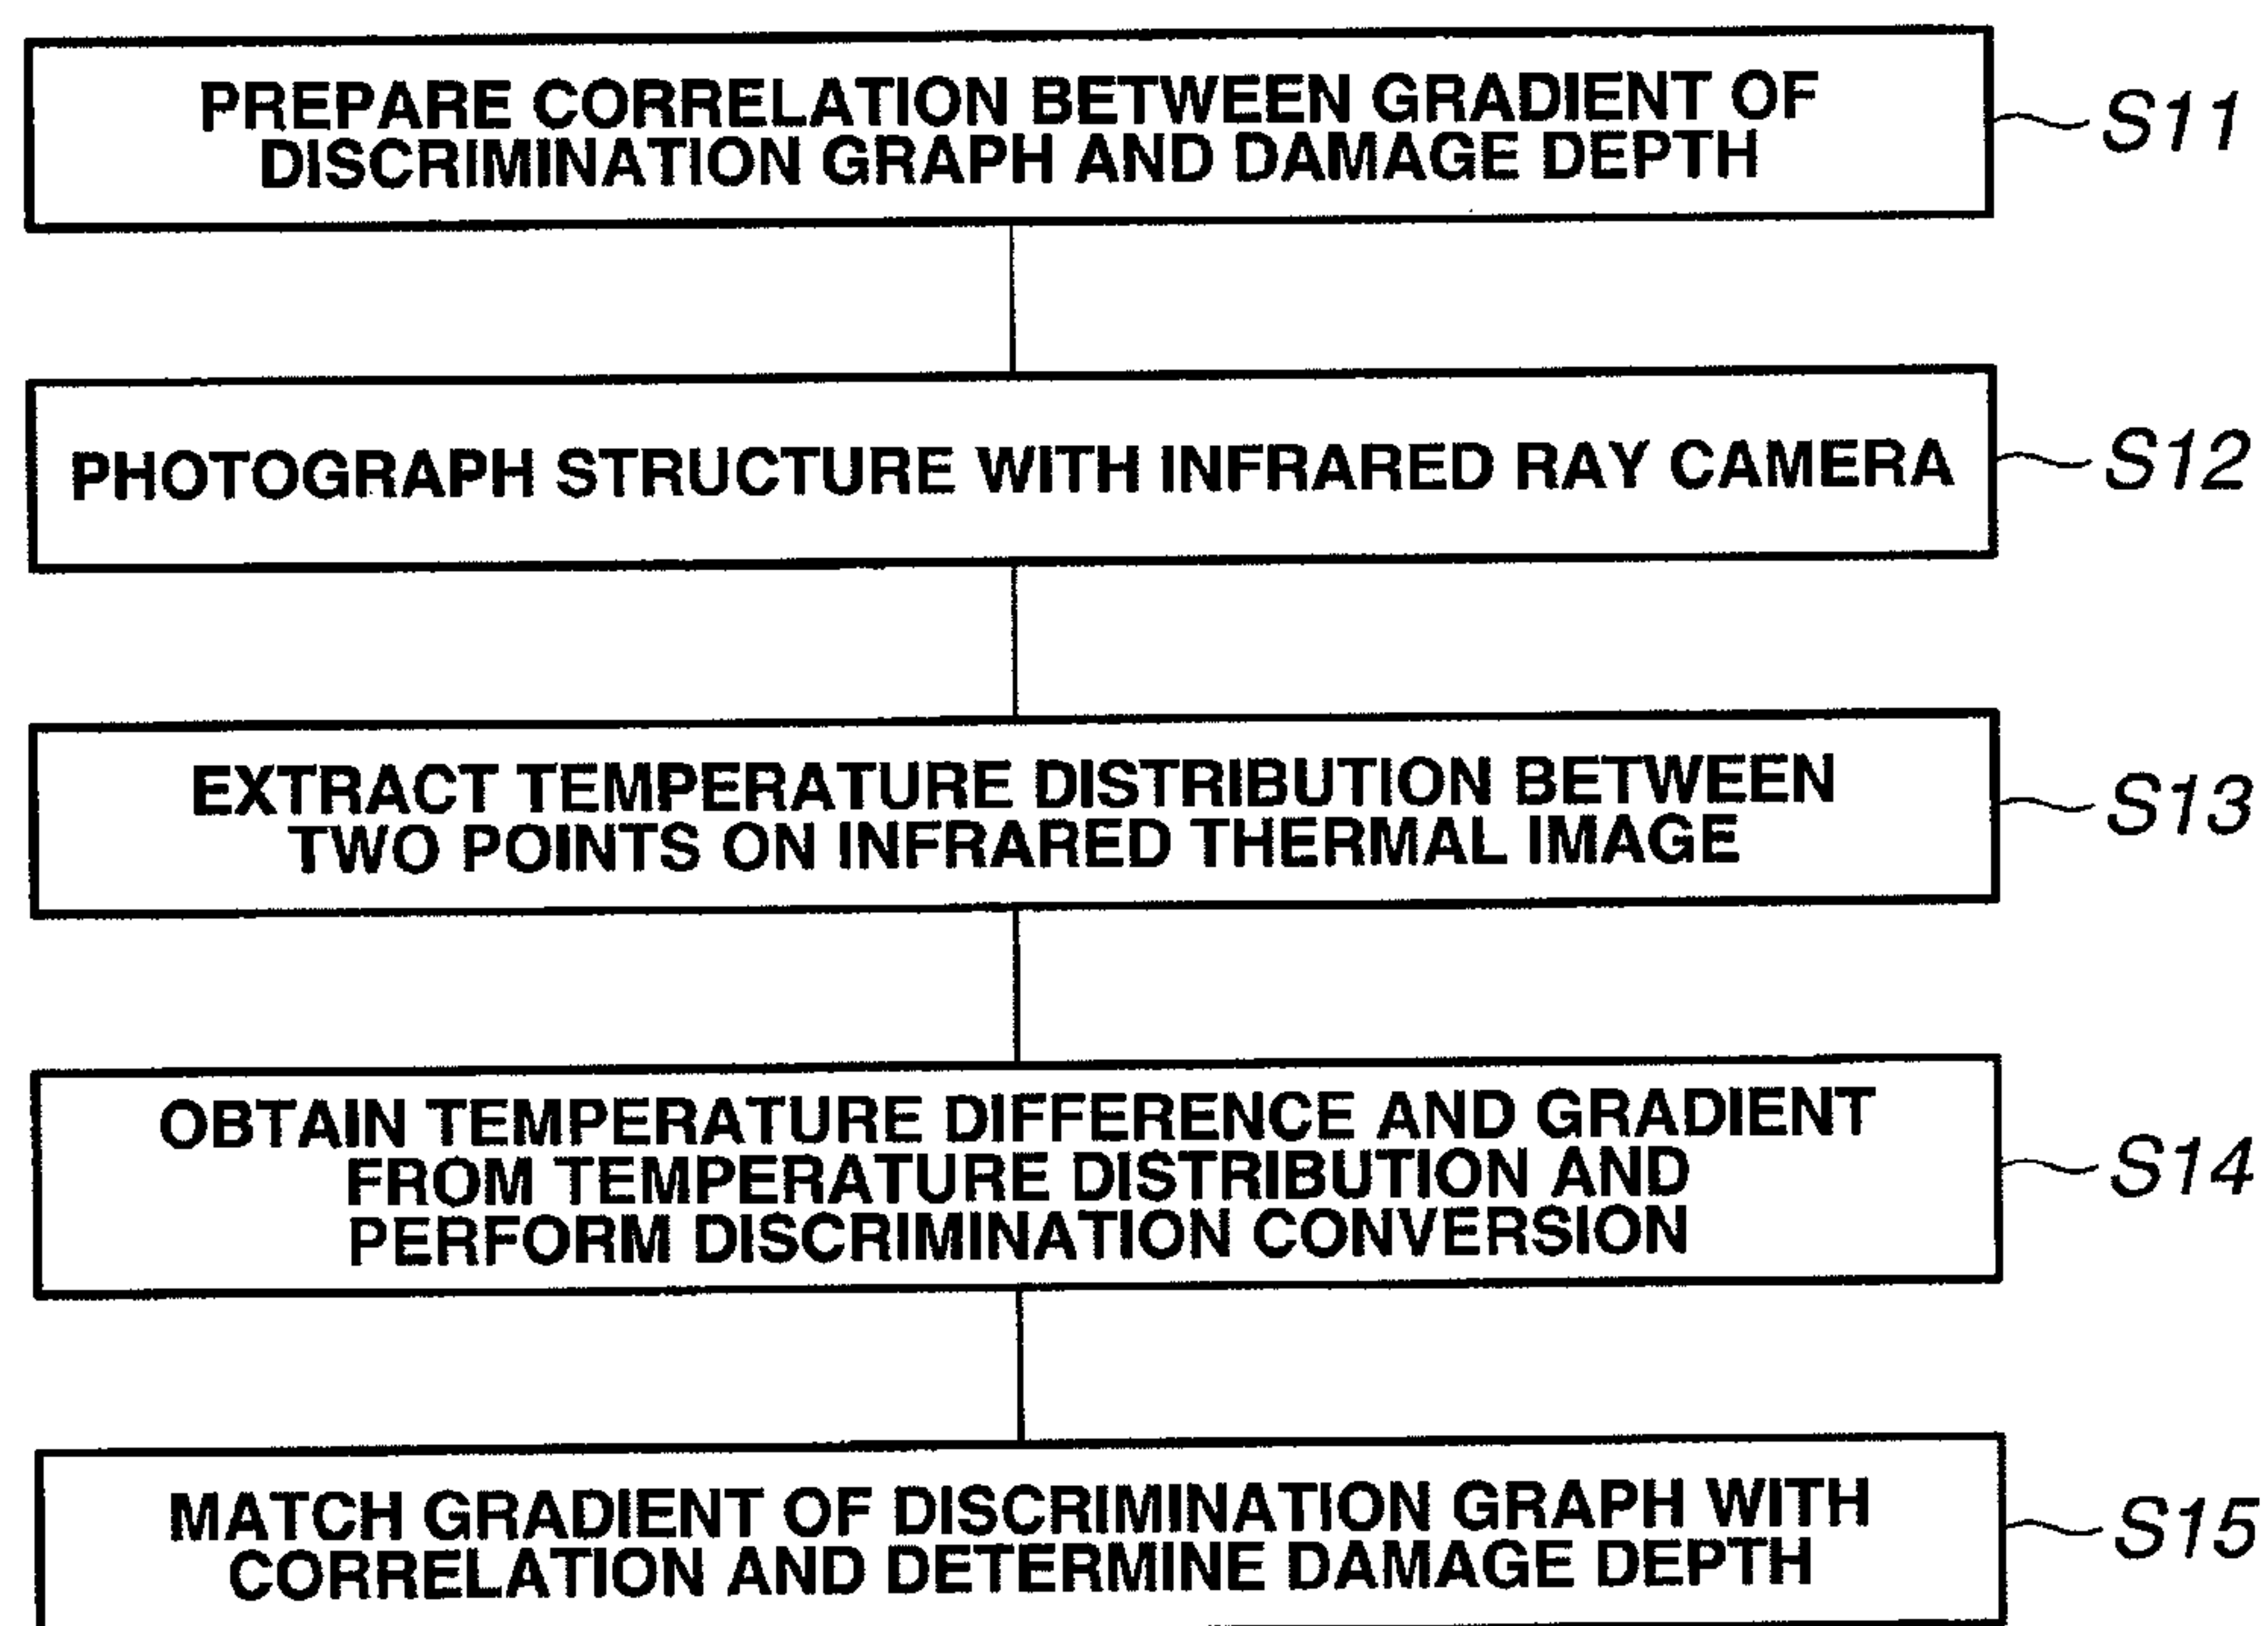 PREPARE CORRELATION BETWEEN GRADIENT OF
DISCRIMINATION GRAPH AND DAMAGE DEPTH
S11
PHOTOGRAPH STRUCTURE WITH INFRARED RAY CAMERA
S12
EXTRACT TEMPERATURE DISTRIBUTION BETWEEN
TWO POINTS ON INFRARED THERMAL IMAGE
S13
OBTAIN TEMPERATURE DIFFERENCE AND GRADIENT
FROM TEMPERATURE DISTRIBUTION AND
PERFORM DISCRIMINATION CONVERSION
S14
MATCH GRADIENT OF DISCRIMINATION GRAPH WITH
CORRELATION AND DETERMINE DAMAGE DEPTH
S15